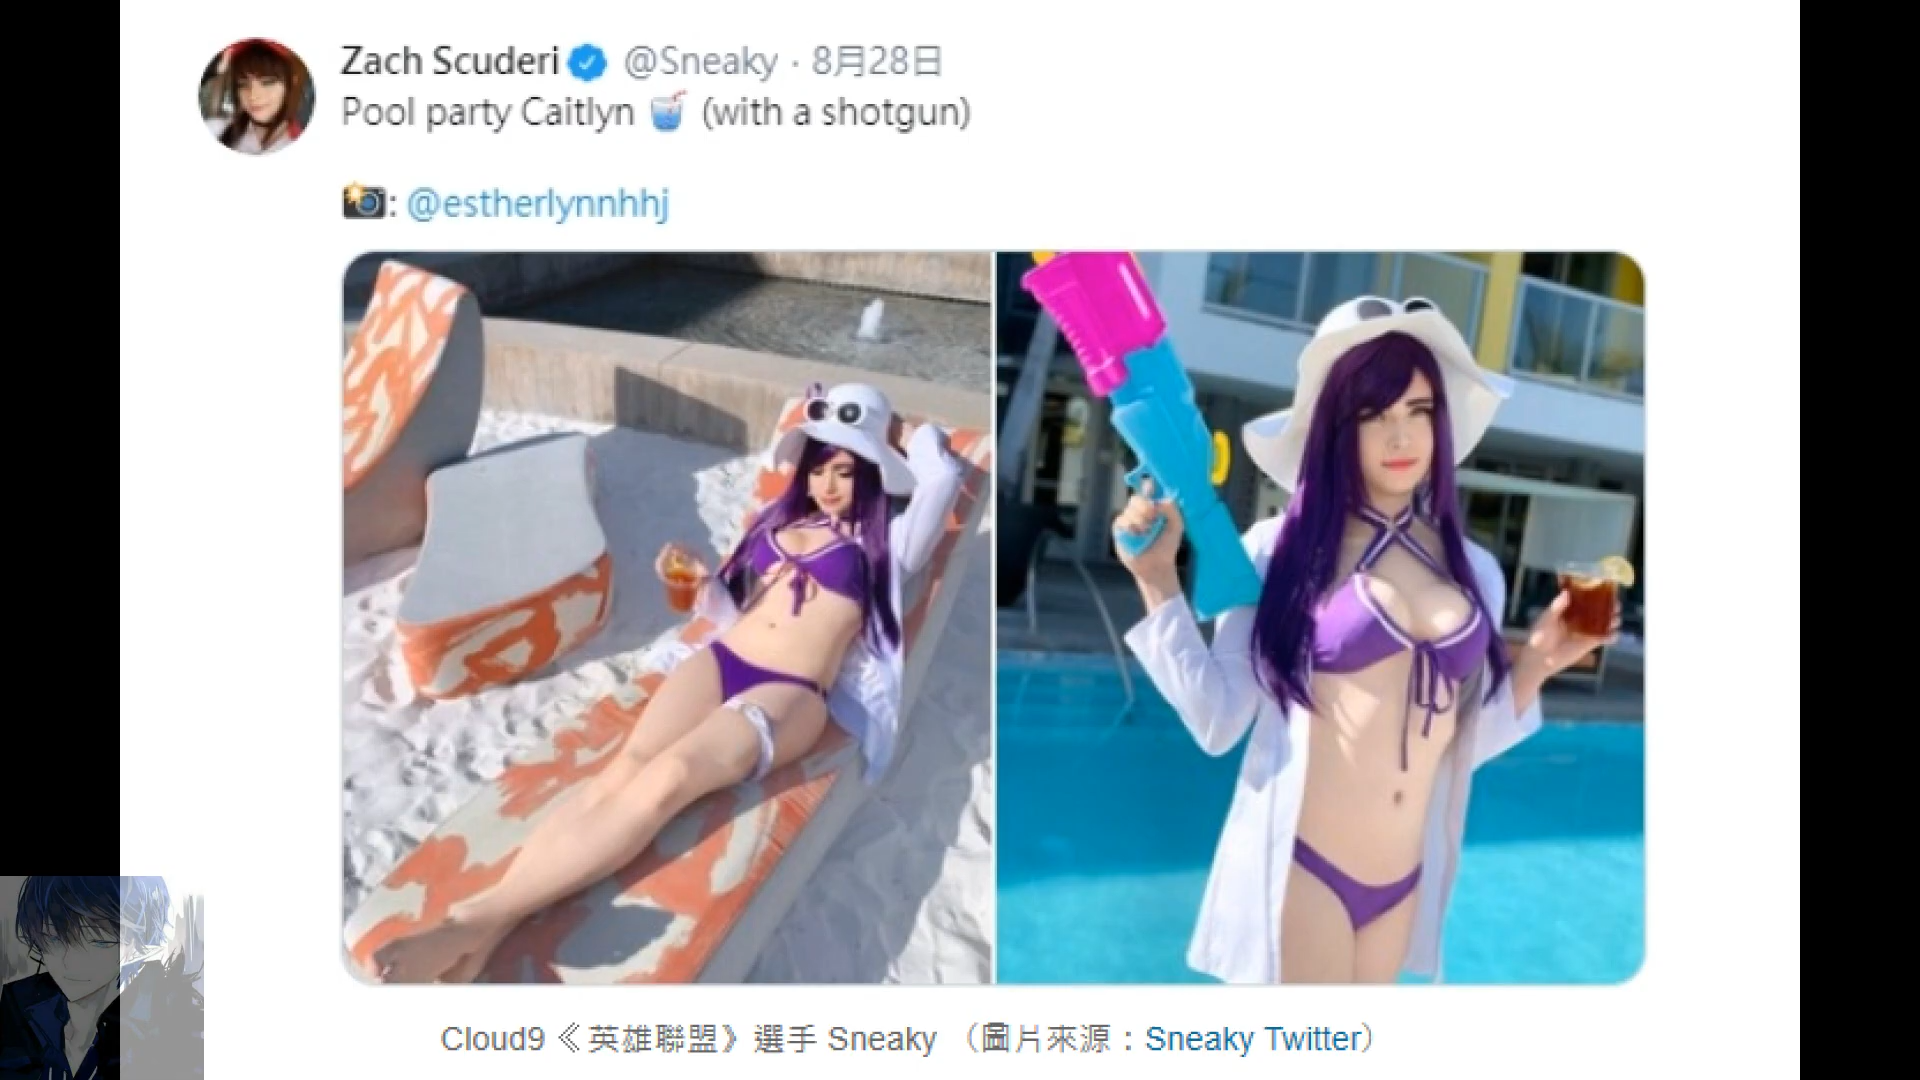 Zach Scuderi @Sneaky · 8月28日
Pool party Caitlyn 🥤 (with a shotgun)
📸: @estherlynnhhj
Cloud9《英雄聯盟》選手 Sneaky （圖片來源：Sneaky Twitter）